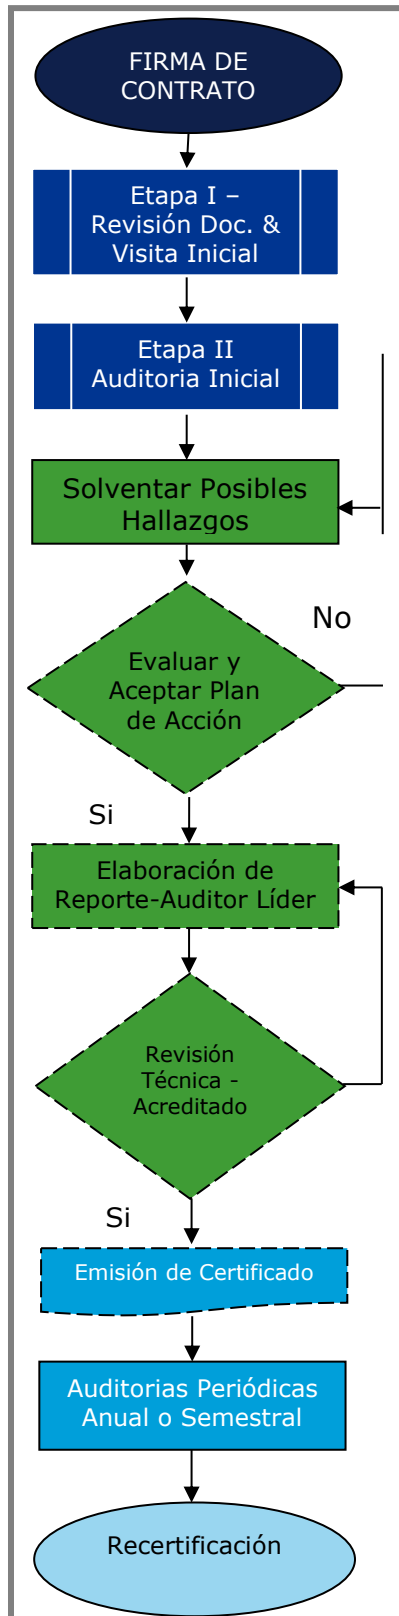 FIRMA DE
CONTRATO
Etapa I –
Revisión Doc. &
Visita Inicial
Etapa II
Auditoria Inicial
Solventar Posibles
Hallazgos
No
Evaluar y
Aceptar Plan
de Acción
Si
Elaboración de
Reporte-Auditor Líder
Revisión
Técnica -
Acreditado
Si
Emisión de Certificado
Auditorias Periódicas
Anual o Semestral
Recertificación